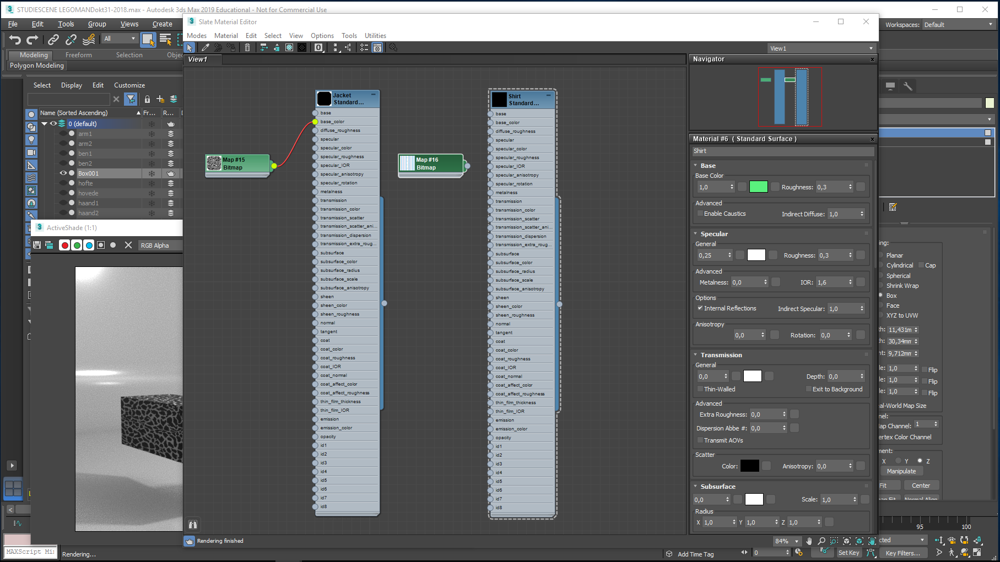 STUDIESCENE LEGOMANDokt31-2018.max - Autodesk 3ds Max 2019 Educational - Not for Commercial Use
File Edit Tools Group Views Create
Workspaces: Default
All
Modeling Freeform Selection
Polygon Modeling
Select Display Edit Customize
Name (Sorted Ascending) Fr... R...
0 (default)
arm1
arm2
ben1
ben2
Box001
hofte
hovede
haand1
haand2
ActiveShade (1:1)
RGB Alpha
MAXScript Mi
Rendering...
Slate Material Editor
Modes Material Edit Select View Options Tools Utilities
View1
View1
Map #15
Bitmap
Jacket
Standard...
base
base_color
diffuse_roughness
specular
specular_color
specular_roughness
specular_IOR
specular_anisotropy
specular_rotation
metalness
transmission
transmission_color
transmission_scatter
transmission_scatter_ani...
transmission_dispersion
transmission_extra_roug...
subsurface
subsurface_color
subsurface_radius
subsurface_scale
subsurface_anisotropy
sheen
sheen_color
sheen_roughness
normal
tangent
coat
coat_color
coat_roughness
coat_IOR
coat_normal
coat_affect_color
coat_affect_roughness
thin_film_thickness
thin_film_IOR
emission
emission_color
opacity
id1
id2
id3
id4
id5
id6
id7
id8
Map #16
Bitmap
Shirt
Standard...
base
base_color
diffuse_roughness
specular
specular_color
specular_roughness
specular_IOR
specular_anisotropy
specular_rotation
metalness
transmission
transmission_color
transmission_scatter
transmission_scatter_ani...
transmission_dispersion
transmission_extra_roug...
subsurface
subsurface_color
subsurface_radius
subsurface_scale
subsurface_anisotropy
sheen
sheen_color
sheen_roughness
normal
tangent
coat
coat_color
coat_roughness
coat_IOR
coat_normal
coat_affect_color
coat_affect_roughness
thin_film_thickness
thin_film_IOR
emission
emission_color
opacity
id1
id2
id3
id4
id5
id6
id7
id8
Navigator
Material #6 ( Standard Surface )
Shirt
Base
Base Color
1,0 Roughness: 0,3
Advanced
Enable Caustics Indirect Diffuse: 1,0
Specular
General
0,25 Roughness: 0,3
Advanced
Metalness: 0,0 IOR: 1,6
Options
Internal Reflections Indirect Specular: 1,0
Anisotropy
0,0 Rotation: 0,0
Transmission
General
0,0 Depth: 0,0
Thin-Walled Exit to Background
Advanced
Extra Roughness: 0,0
Dispersion Abbe #: 0,0
Transmit AOVs
Scatter
Color: Anisotropy: 0,0
Subsurface
0,0 Scale: 1,0
Radius
X 1,0 Y 1,0 Z 1,0
Rendering finished
84%
Planar
Cylindrical Cap
Spherical
Shrink Wrap
Box
Face
XYZ to UVW
11,431m
30,34mm
9,712mm
1,0 Flip
1,0 Flip
1,0 Flip
al-World Map Size
ap Channel: 1
ertex Color Channel
X Y Z
Manipulate
Fit Center
Normal Align
95 100
Add Time Tag
0
Set Key
Key Filters...